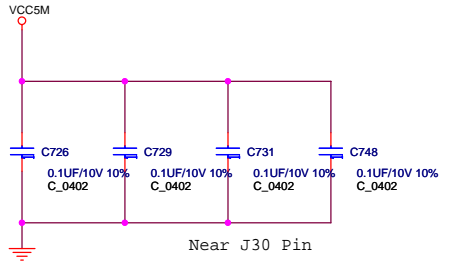 VCC5M
C726
C729
C731
C748
0.1UF/10V 10%
0.1UF/10V 10%
0.1UF/10V 10%
0.1UF/10V 10%
C_0402
C_0402
C_0402
C_0402
Near J30 Pin